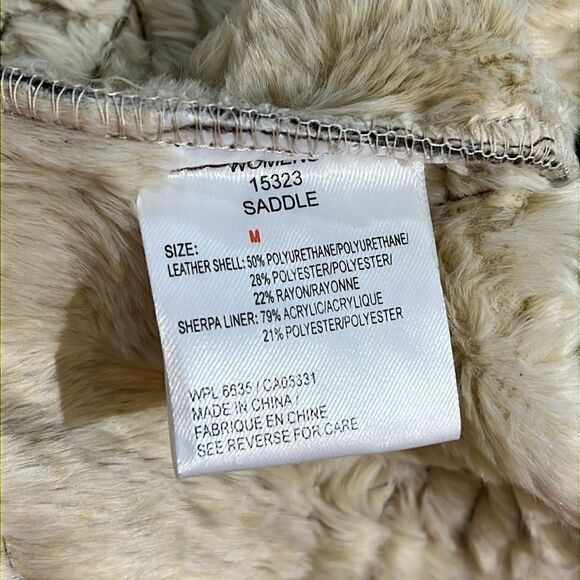 WOMENS
15323
SADDLE
SIZE: M
LEATHER SHELL: 50% POLYURETHANE/POLYURETHANE/
28% POLYESTER/POLYESTER/
22% RAYON/RAYONNE
SHERPA LINER: 79% ACRYLIC/ACRYLIQUE
21% POLYESTER/POLYESTER
WPL 6635 / CA05331
MADE IN CHINA /
FABRIQUE EN CHINE
SEE REVERSE FOR CARE